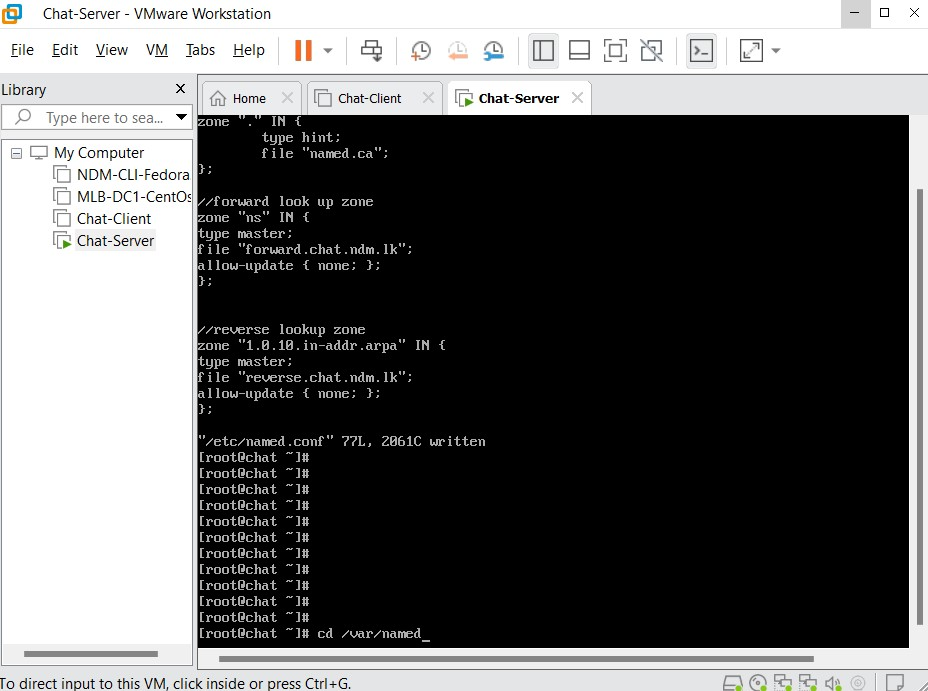 Chat-Server - VMware Workstation
File Edit View VM Tabs Help
Library
Type here to sea...
My Computer
NDM-CLI-Fedora
MLB-DC1-CentOs
Chat-Client
Chat-Server
Home
Chat-Client
Chat-Server
zone "." IN {
type hint;
file "named.ca";
};
//forward look up zone
zone "ns" IN {
type master;
file "forward.chat.ndm.lk";
allow-update { none; };
};
//reverse lookup zone
zone "1.0.10.in-addr.arpa" IN {
type master;
file "reverse.chat.ndm.lk";
allow-update { none; };
};
"/etc/named.conf" 77L, 2061C written
[root@chat ~]#
[root@chat ~]#
[root@chat ~]#
[root@chat ~]#
[root@chat ~]#
[root@chat ~]#
[root@chat ~]#
[root@chat ~]#
[root@chat ~]#
[root@chat ~]#
[root@chat ~]#
[root@chat ~]# cd /var/named_
To direct input to this VM, click inside or press Ctrl+G.